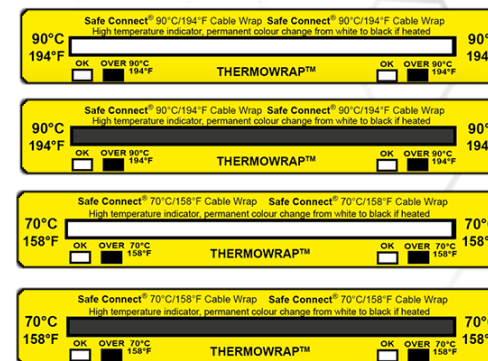 Safe Connect® 90°C/194°F Cable Wrap Safe Connect® 90°C/194°F Cable Wrap
High temperature indicator, permanent colour change from white to black if heated
90°C 90°
194°F 194
OK OVER 90°C 194°F THERMOWRAP™ OK OVER 90°C 194°F
Safe Connect® 90°C/194°F Cable Wrap Safe Connect® 90°C/194°F Cable Wrap
High temperature indicator, permanent colour change from white to black if heated
90°C 90°
194°F 194
OK OVER 90°C 194°F THERMOWRAP™ OK OVER 90°C 194°F
Safe Connect® 70°C/158°F Cable Wrap Safe Connect® 70°C/158°F Cable Wrap
High temperature indicator, permanent colour change from white to black if heated
70°C 70°
158°F 158°
OK OVER 70°C 158°F THERMOWRAP™ OK OVER 70°C 158°F
Safe Connect® 70°C/158°F Cable Wrap Safe Connect® 70°C/158°F Cable Wrap
High temperature indicator, permanent colour change from white to black if heated
70°C 70°
158°F 158°
OK OVER 70°C 158°F THERMOWRAP™ OK OVER 70°C 158°F